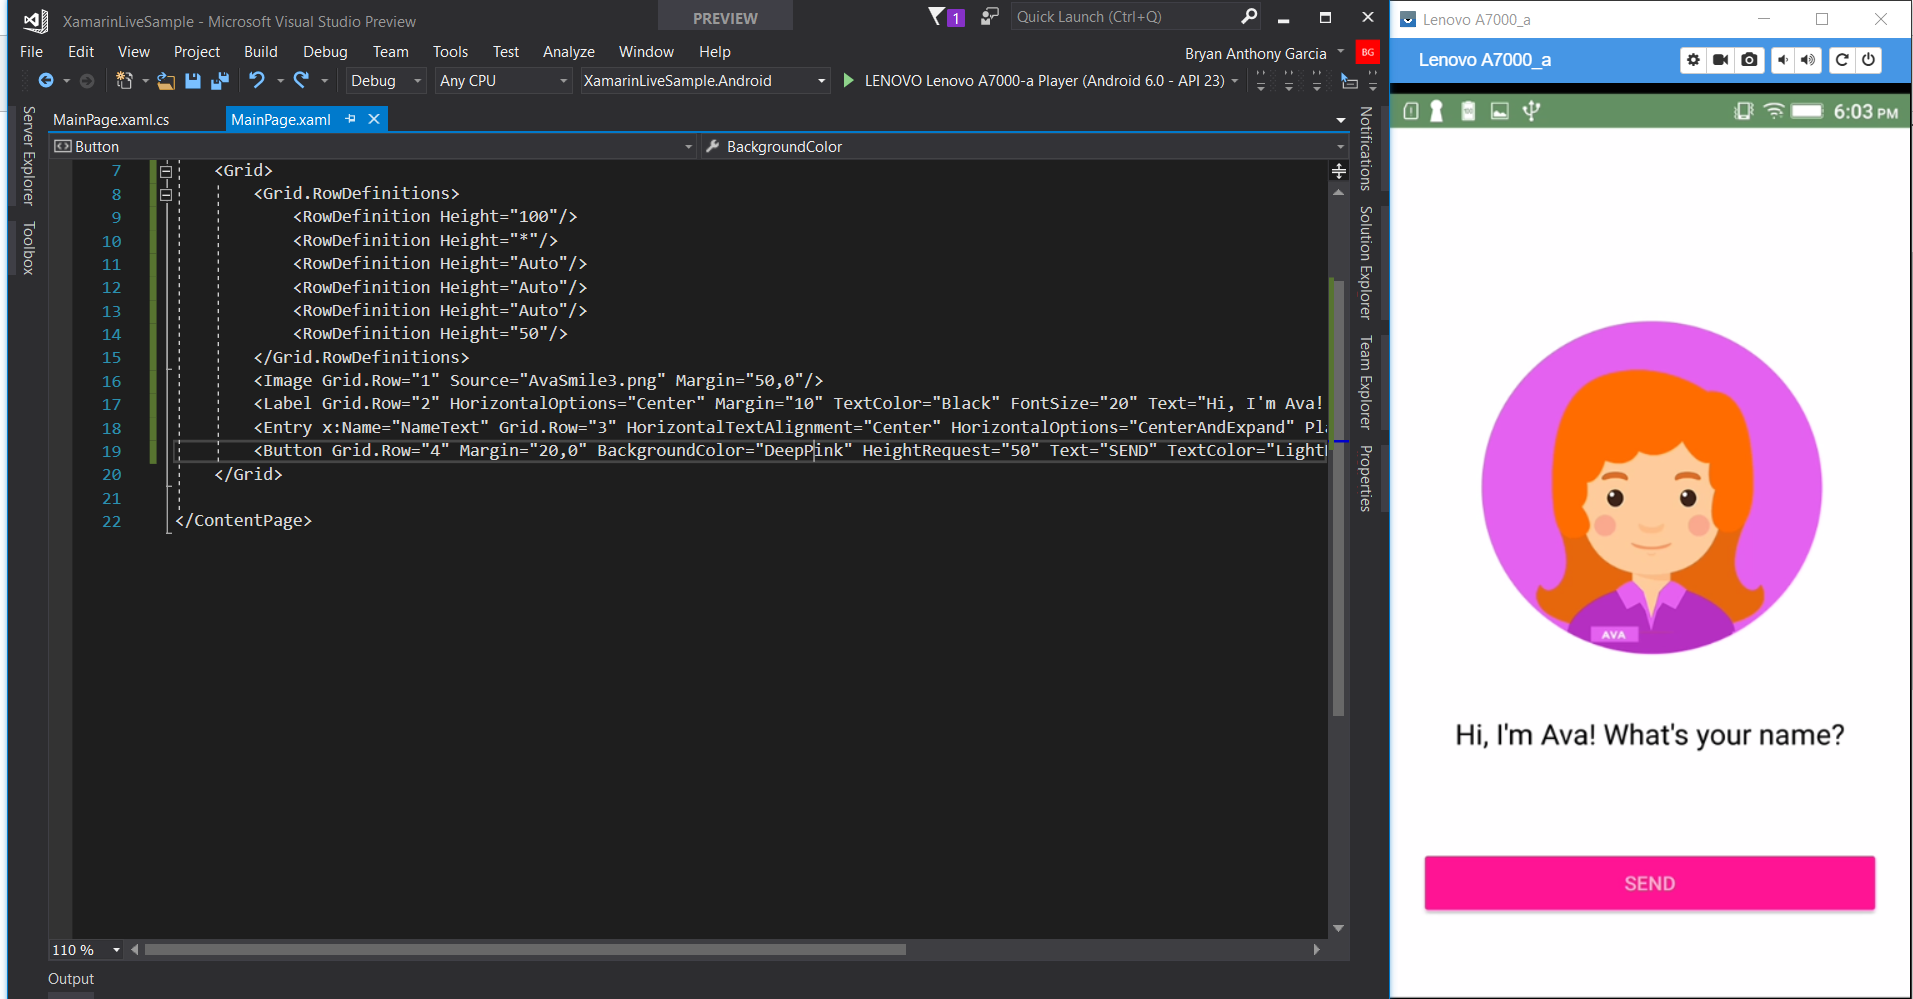 XamarinLiveSample - Microsoft Visual Studio Preview
PREVIEW
1
Quick Launch (Ctrl+Q)
File Edit View Project Build Debug Team Tools Test Analyze Window Help
Bryan Anthony Garcia BG
Debug Any CPU XamarinLiveSample.Android LENOVO Lenovo A7000-a Player (Android 6.0 - API 23)
Server Explorer
Toolbox
MainPage.xaml.cs MainPage.xaml
Button BackgroundColor
7 <Grid>
8 <Grid.RowDefinitions>
9 <RowDefinition Height="100"/>
10 <RowDefinition Height="*"/>
11 <RowDefinition Height="Auto"/>
12 <RowDefinition Height="Auto"/>
13 <RowDefinition Height="Auto"/>
14 <RowDefinition Height="50"/>
15 </Grid.RowDefinitions>
16 <Image Grid.Row="1" Source="AvaSmile3.png" Margin="50,0"/>
17 <Label Grid.Row="2" HorizontalOptions="Center" Margin="10" TextColor="Black" FontSize="20" Text="Hi, I'm Ava!
18 <Entry x:Name="NameText" Grid.Row="3" HorizontalTextAlignment="Center" HorizontalOptions="CenterAndExpand" Pla
19 <Button Grid.Row="4" Margin="20,0" BackgroundColor="DeepPink" HeightRequest="50" Text="SEND" TextColor="Light
20 </Grid>
21
22 </ContentPage>
110 %
Output
Notifications
Solution Explorer
Team Explorer
Properties
Lenovo A7000_a
Lenovo A7000_a
6:03 PM
AVA
Hi, I'm Ava! What's your name?
SEND